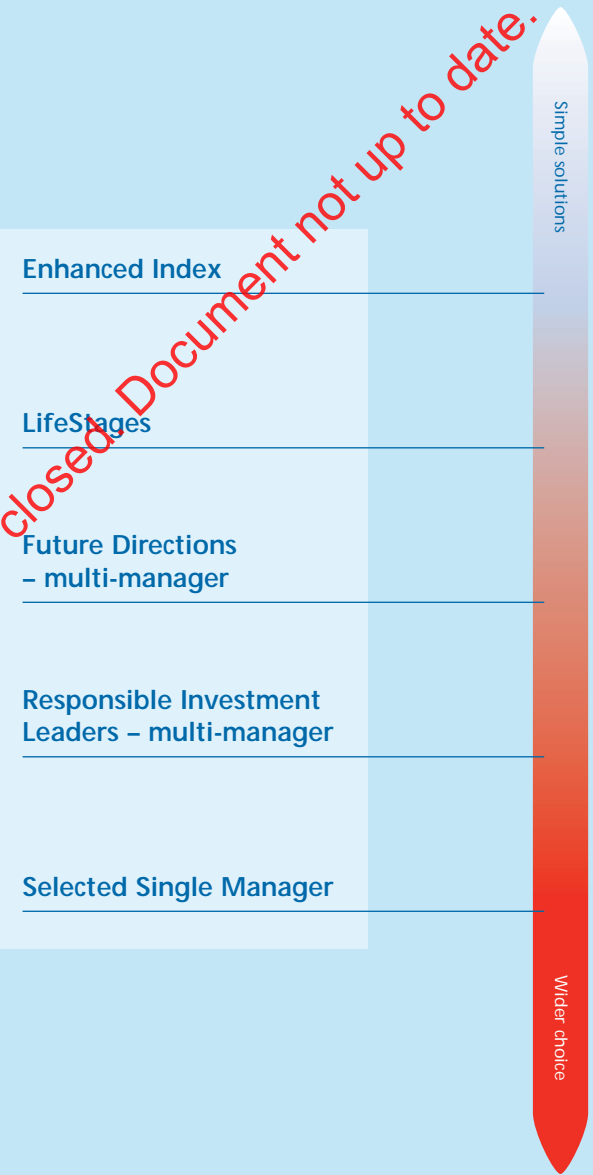 closed. Document not up to date.
Simple solutions
Enhanced Index
LifeStages
Future Directions
– multi-manager
Responsible Investment
Leaders – multi-manager
Selected Single Manager
Wider choice